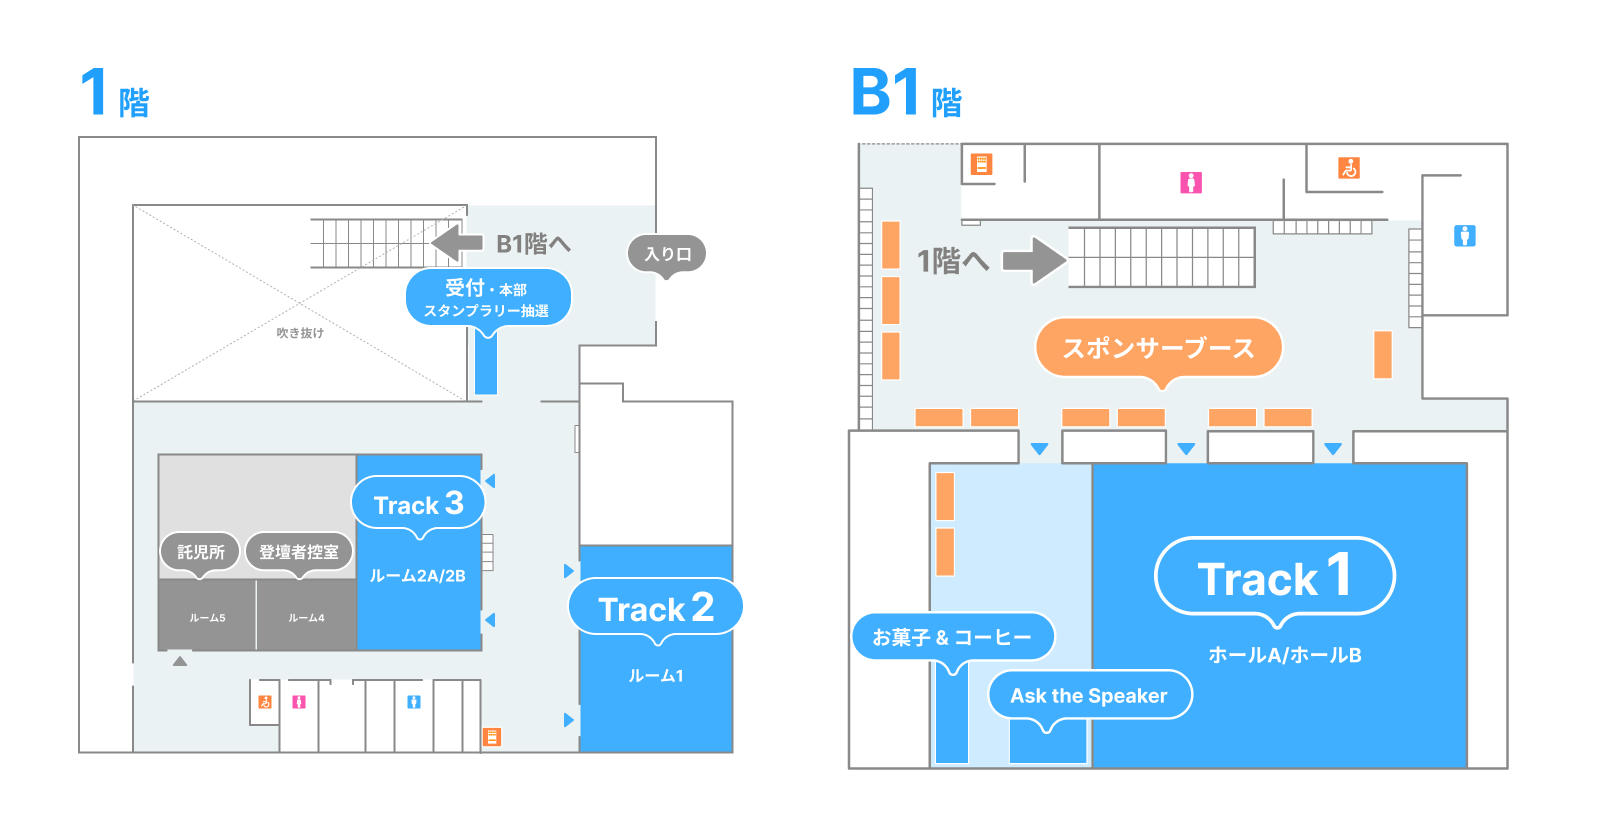 1階
B1階へ
入り口
受付・本部
スタンプラリー抽選
吹き抜け
Track 3
ルーム2A/2B
託児所
登壇者控室
ルーム5
ルーム4
Track 2
ルーム1
B1階
1階へ
スポンサーブース
Track 1
ホールA/ホールB
お菓子 & コーヒー
Ask the Speaker